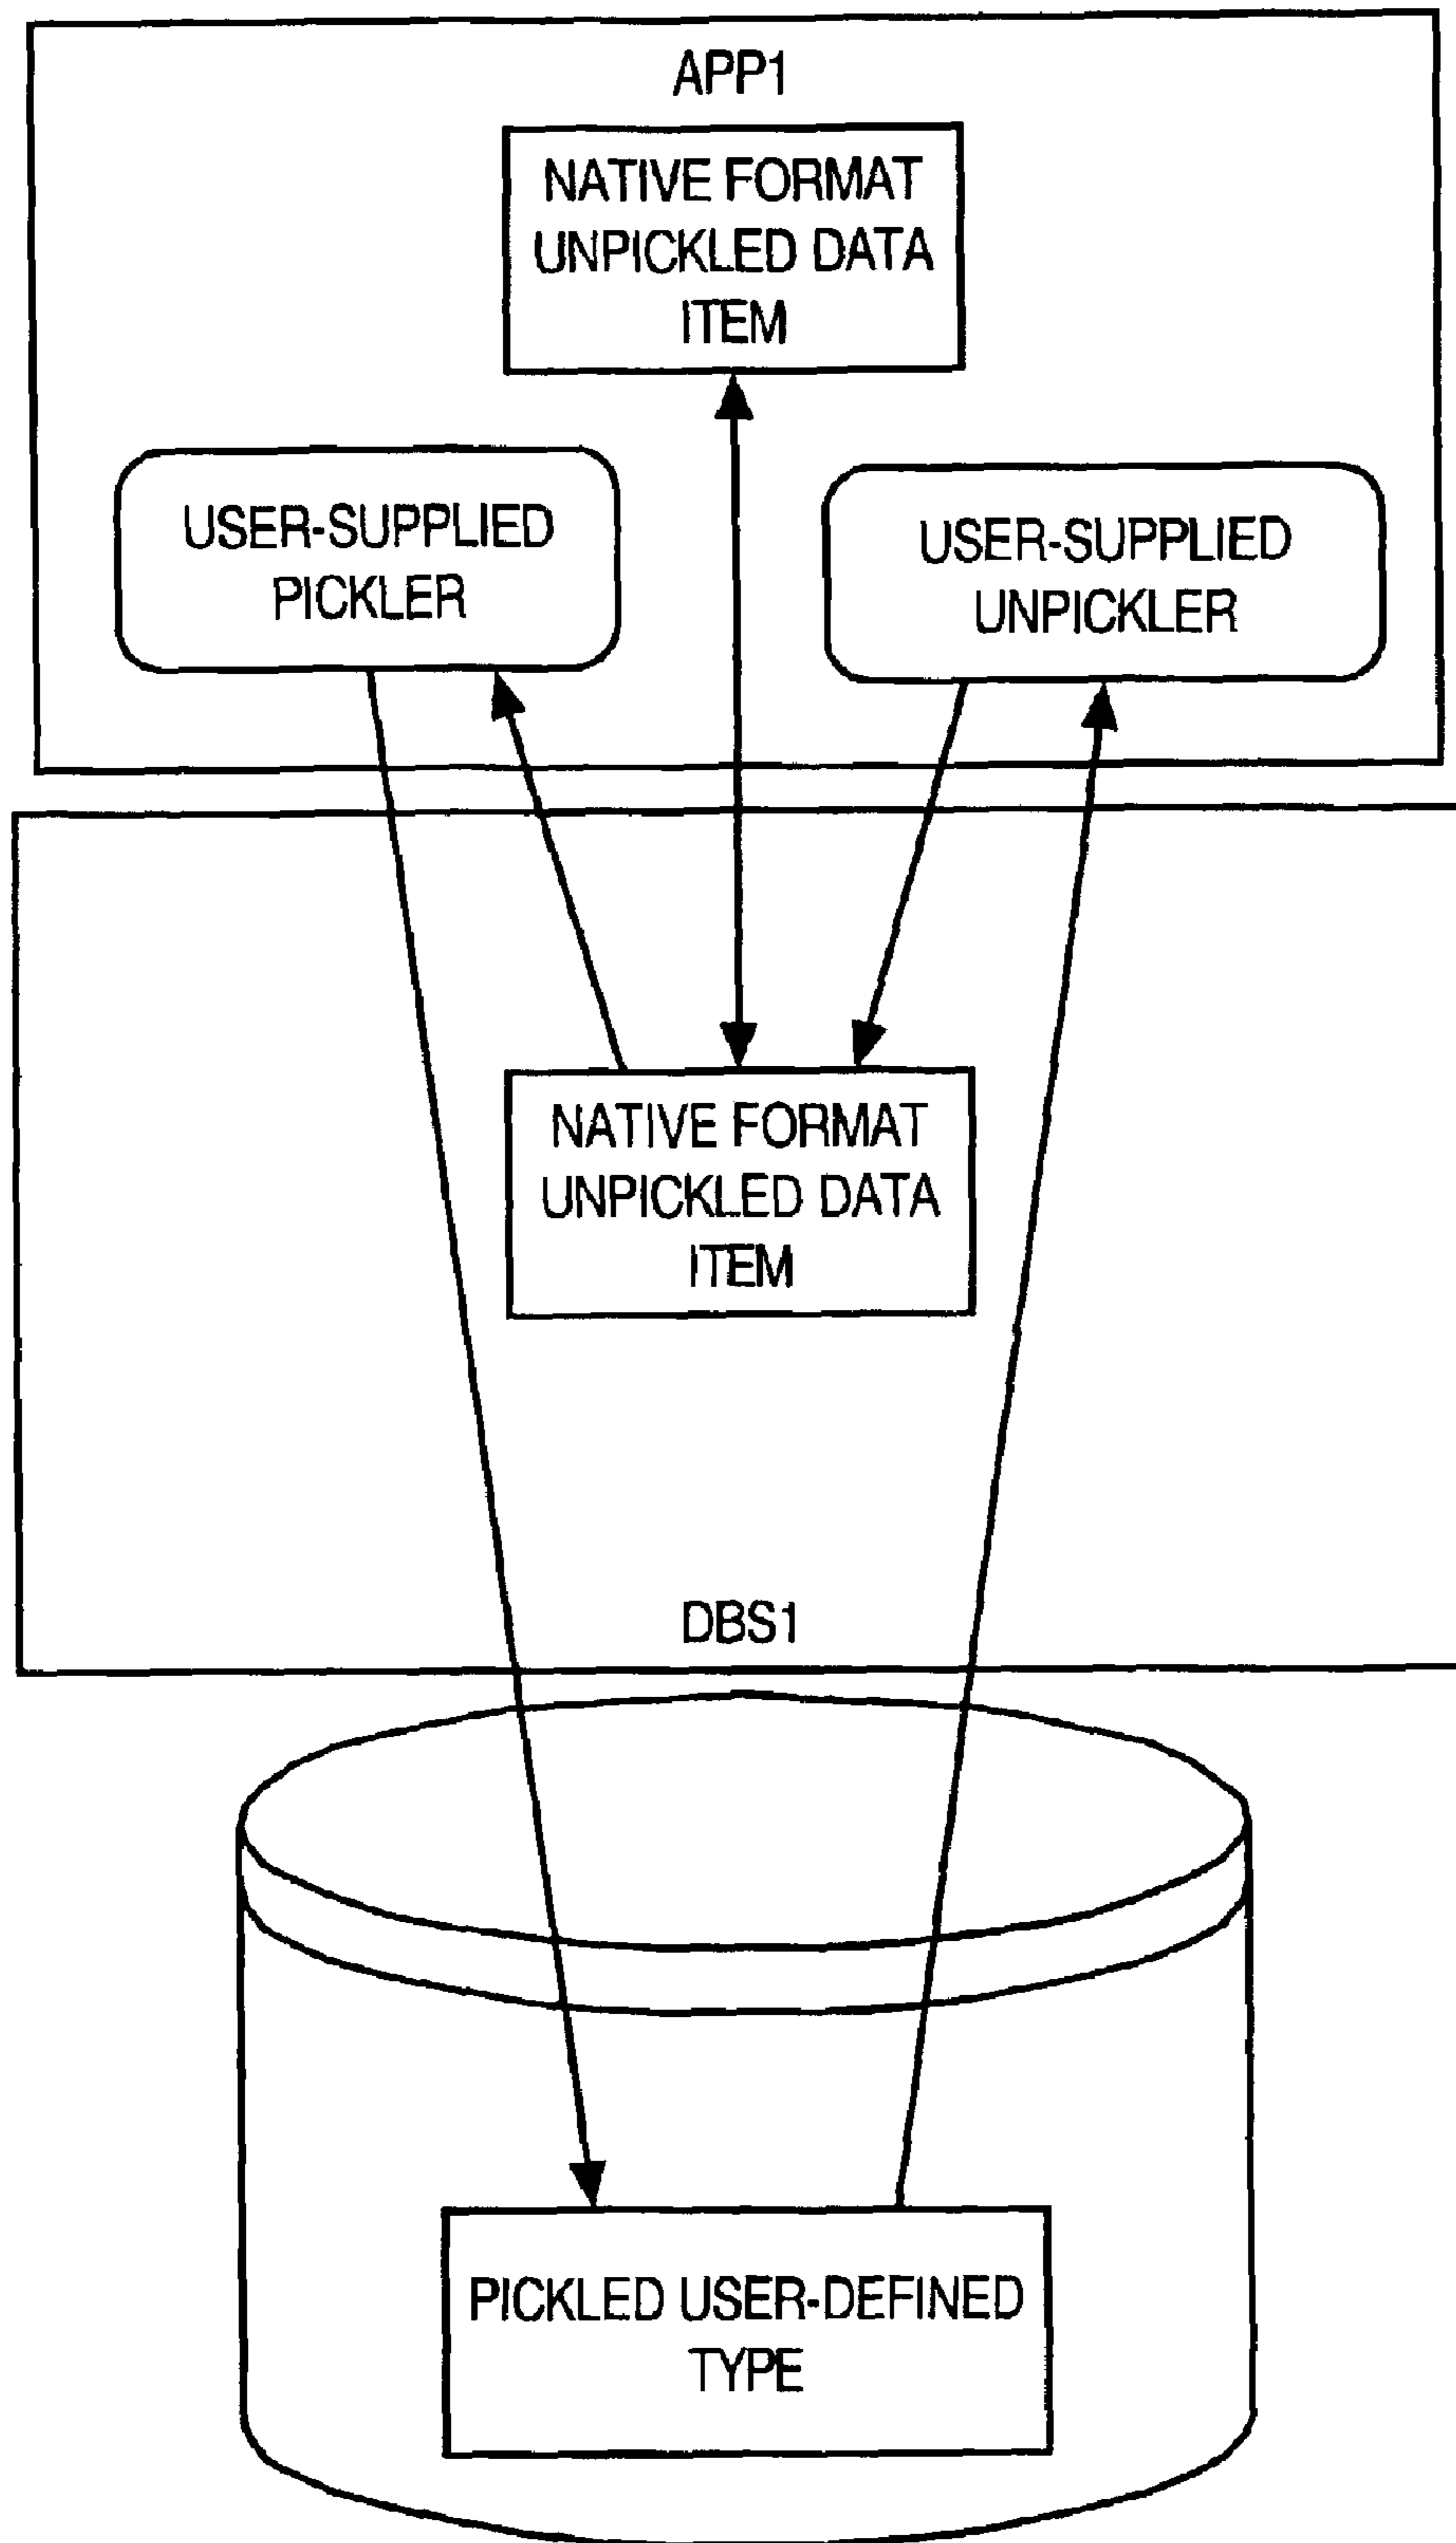 APP1
NATIVE FORMAT
UNPICKLED DATA
ITEM
USER-SUPPLIED
PICKLER
USER-SUPPLIED
UNPICKLER
NATIVE FORMAT
UNPICKLED DATA
ITEM
DBS1
PICKLED USER-DEFINED
TYPE